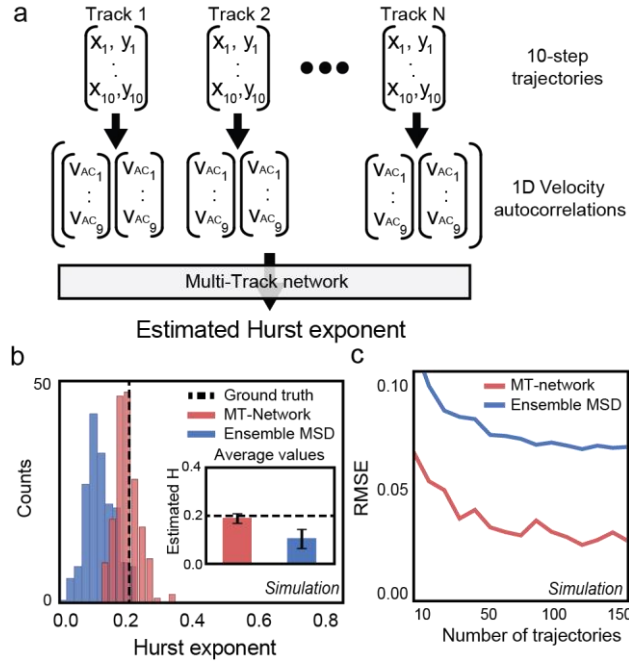 a
Track 1 Track 2 Track N
x1, y1 x1, y1 x1, y1
. . .
. . .
x10,y10 x10,y10 x10,y10
10-step
trajectories
VAC1 VAC1 VAC1 VAC1 VAC1 VAC1
. . . . . .
. . . . . .
VAC9 VAC9 VAC9 VAC9 VAC9 VAC9
1D Velocity
autocorrelations
Multi-Track network
Estimated Hurst exponent
b
50
0
Counts
Ground truth
MT-Network
Ensemble MSD
Average values
0.4
0.2
0.0
Estimated H
Simulation
0.0 0.2 0.4 0.6 0.8
Hurst exponent
c
0.10
0.05
0.00
RMSE
MT-network
Ensemble MSD
Simulation
10 50 100 150
Number of trajectories